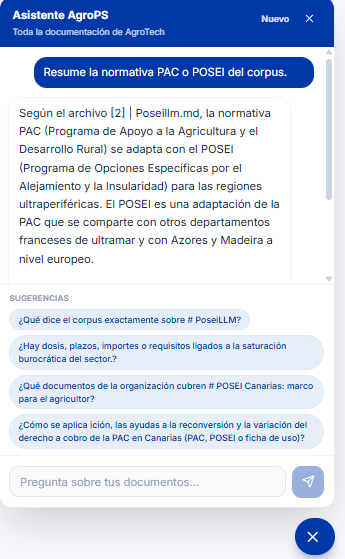 Asistente AgroPS
Nuevo
Toda la documentación de AgroTech
Resume la normativa PAC o POSEI del corpus.
Según el archivo [2] | Poseillm.md, la normativa
PAC (Programa de Apoyo a la Agricultura y el
Desarrollo Rural) se adapta con el POSEI
(Programa de Opciones Específicas por el
Alejamiento y la Insularidad) para las regiones
ultraperiféricas. El POSEI es una adaptación de la
PAC que se comparte con otros departamentos
franceses de ultramar y con Azores y Madeira a
nivel europeo.
SUGERENCIAS
¿Qué dice el corpus exactamente sobre # PoseiLLM?
¿Hay dosis, plazos, importes o requisitos ligados a la saturación
burocrática del sector.?
¿Qué documentos de la organización cubren # POSEI Canarias: marco
para el agricultor?
¿Cómo se aplica ición, las ayudas a la reconversión y la variación del
derecho a cobro de la PAC en Canarias (PAC, POSEI o ficha de uso)?
Pregunta sobre tus documentos...